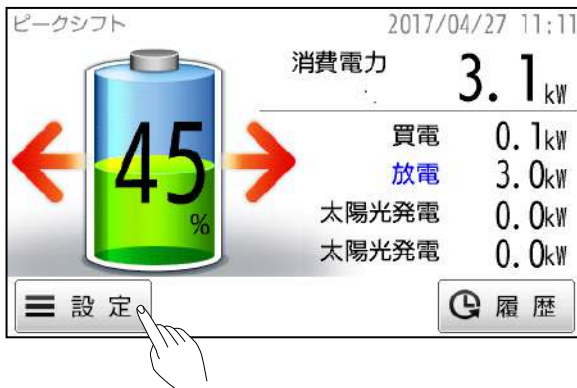 ピークシフト 2017/04/27 11:11
消費電力 3.1kW
45%
買電 0.1kW
放電 3.0kW
太陽光発電 0.0kW
太陽光発電 0.0kW
設定 履歴